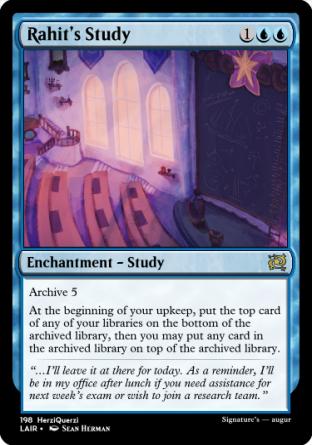 Rahit's Study 1
Enchantment – Study
Archive 5
At the beginning of your upkeep, put the top card
of any of your libraries on the bottom of the
archived library, then you may put any card in
the archived library on top of the archived library.
“...I'll leave it at there for today. As a reminder, I'll
be in my office after lunch if you need assistance for
next week's exam or wish to join a research team.”
198 HerziQuerzi Signature's — augur
LAIR • SEAN HERMAN